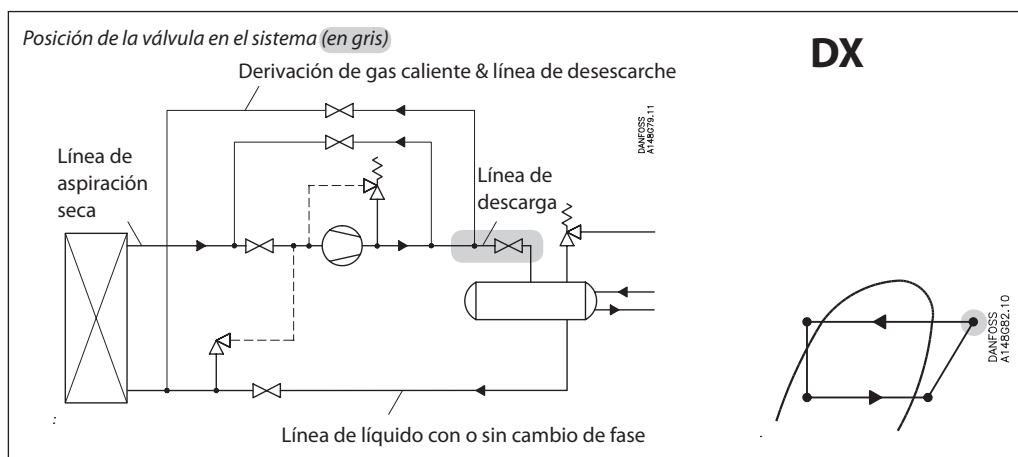 Posición de la válvula en el sistema (en gris)
DX
Derivación de gas caliente & línea de desescarche
DANFOSS
A148G79.11
Línea de
aspiración
seca
Línea de
descarga
DANFOSS
A148G82.10
:
Línea de líquido con o sin cambio de fase
.